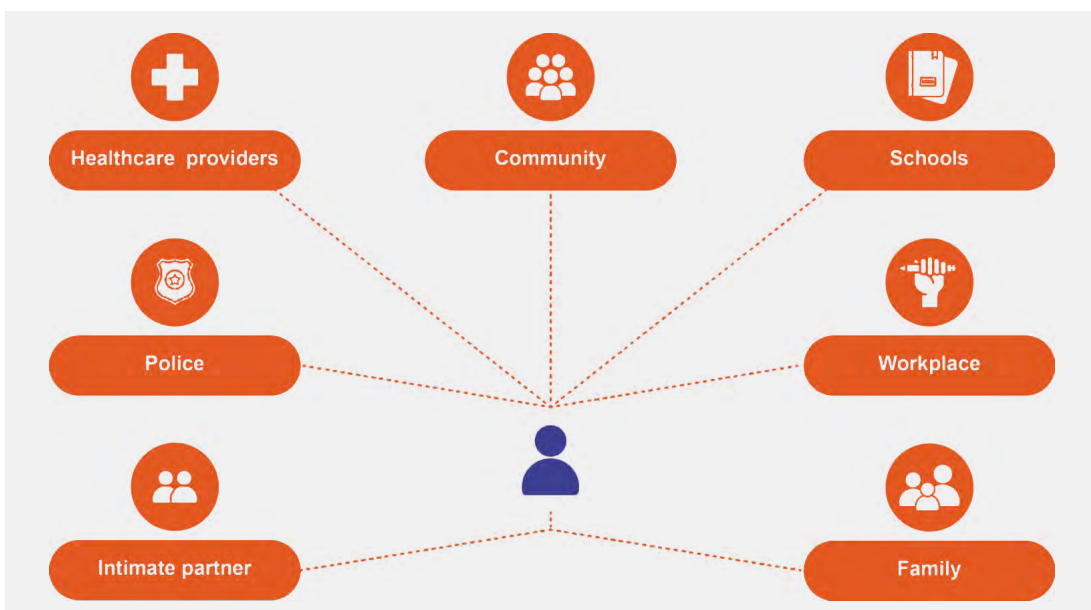 Healthcare providers
Community
Schools
Police
Workplace
Intimate partner
Family